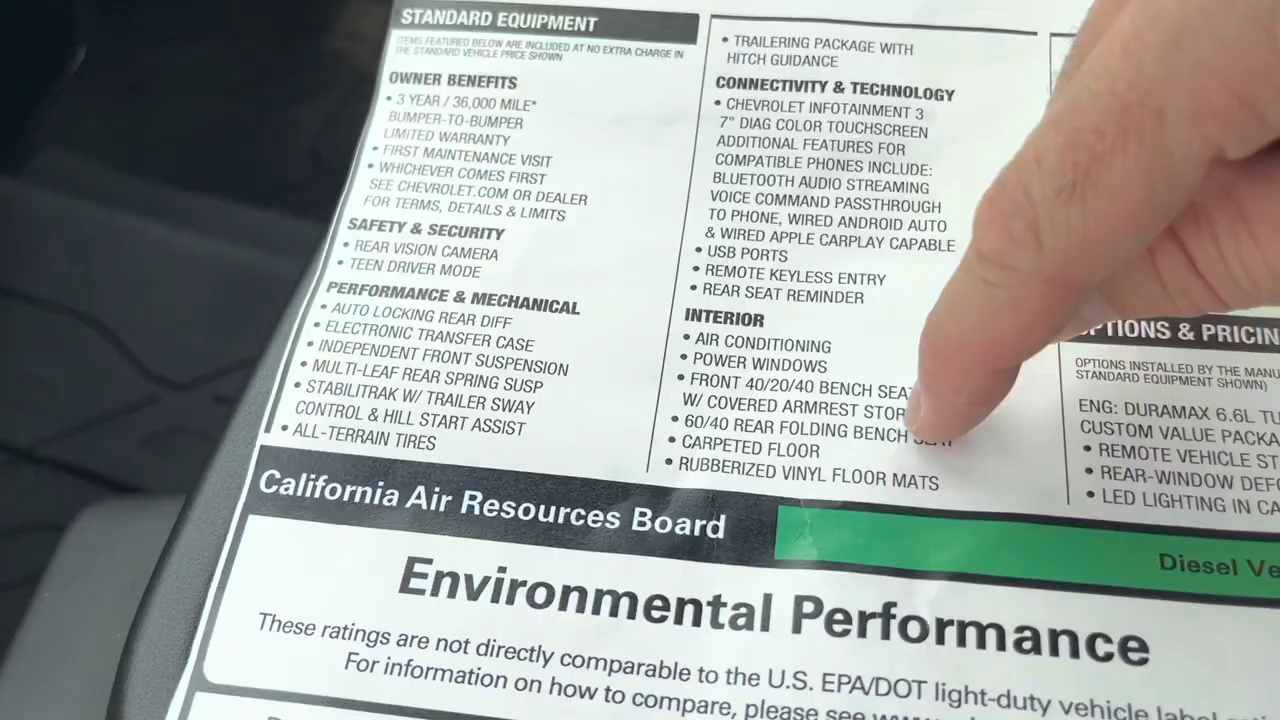 STANDARD EQUIPMENT
ITEMS FEATURED BELOW ARE INCLUDED AT NO EXTRA CHARGE IN
THE STANDARD VEHICLE PRICE SHOWN
OWNER BENEFITS
• 3 YEAR / 36,000 MILE*
BUMPER-TO-BUMPER
LIMITED WARRANTY
• FIRST MAINTENANCE VISIT
• WHICHEVER COMES FIRST
SEE CHEVROLET.COM OR DEALER
FOR TERMS, DETAILS & LIMITS
SAFETY & SECURITY
• REAR VISION CAMERA
• TEEN DRIVER MODE
PERFORMANCE & MECHANICAL
• AUTO LOCKING REAR DIFF
• ELECTRONIC TRANSFER CASE
• INDEPENDENT FRONT SUSPENSION
• MULTI-LEAF REAR SPRING SUSP
• STABILITRAK W/ TRAILER SWAY
CONTROL & HILL START ASSIST
• ALL-TERRAIN TIRES
• TRAILERING PACKAGE WITH
HITCH GUIDANCE
CONNECTIVITY & TECHNOLOGY
• CHEVROLET INFOTAINMENT 3
7" DIAG COLOR TOUCHSCREEN
ADDITIONAL FEATURES FOR
COMPATIBLE PHONES INCLUDE:
BLUETOOTH AUDIO STREAMING
VOICE COMMAND PASSTHROUGH
TO PHONE, WIRED ANDROID AUTO
& WIRED APPLE CARPLAY CAPABLE
• USB PORTS
• REMOTE KEYLESS ENTRY
• REAR SEAT REMINDER
INTERIOR
• AIR CONDITIONING
• POWER WINDOWS
• FRONT 40/20/40 BENCH SEAT
W/ COVERED ARMREST STOR
• 60/40 REAR FOLDING BENCH SEAT
• CARPETED FLOOR
• RUBBERIZED VINYL FLOOR MATS
OPTIONS & PRICIN
OPTIONS INSTALLED BY THE MANU
STANDARD EQUIPMENT SHOWN)
ENG: DURAMAX 6.6L TU
CUSTOM VALUE PACKA
• REMOTE VEHICLE ST
• REAR-WINDOW DEFO
• LED LIGHTING IN CA
California Air Resources Board
Diesel Ve
Environmental Performance
These ratings are not directly comparable to the U.S. EPA/DOT light-duty vehicle label
For information on how to compare, please see